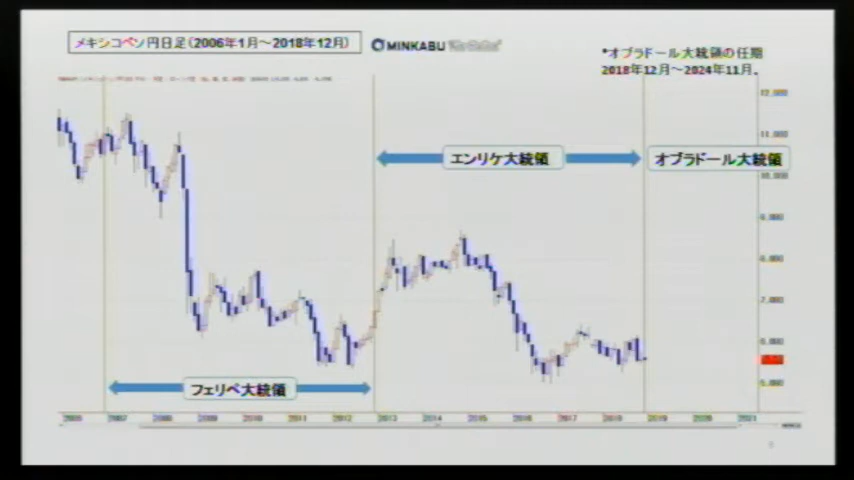 メキシコペソ円日足(2006年1月～2018年12月)
MINKABU
*オブラドール大統領の任期
2018年12月～2024年11月。
12,000
11,000
エンリケ大統領
オブラドール大統領
10,000
9,000
8,000
7,000
6,000
5,000
フェリペ大統領
2006 2007 2008 2009 2010 2011 2012 2013 2014 2015 2016 2017 2018 2019 2020 2021